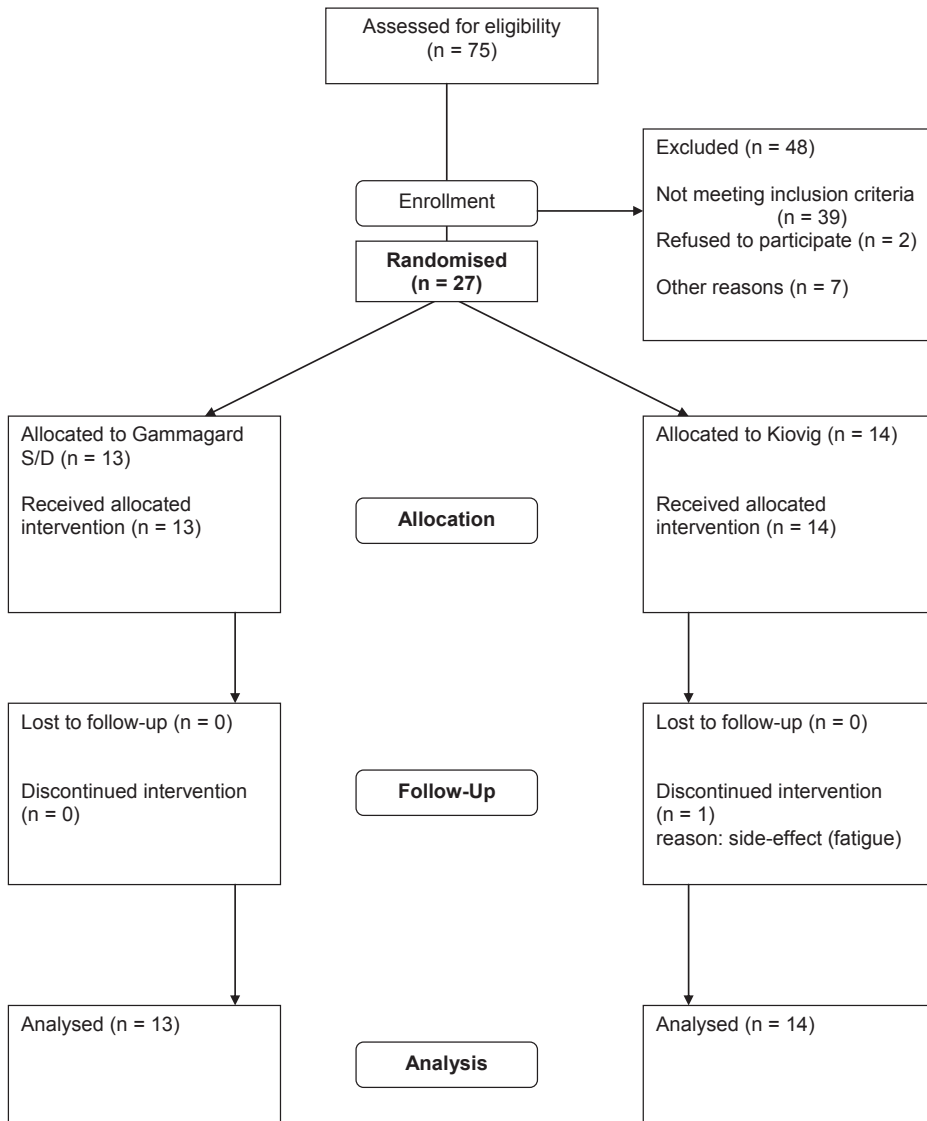 Assessed for eligibility
(n = 75)
Excluded (n = 48)
Not meeting inclusion criteria
(n = 39)
Refused to participate (n = 2)
Other reasons (n = 7)
Enrollment
Randomised
(n = 27)
Allocated to Gammagard
S/D (n = 13)
Received allocated
intervention (n = 13)
Allocation
Allocated to Kiovig (n = 14)
Received allocated
intervention (n = 14)
Lost to follow-up (n = 0)
Discontinued intervention
(n = 0)
Follow-Up
Lost to follow-up (n = 0)
Discontinued intervention
(n = 1)
reason: side-effect (fatigue)
Analysed (n = 13)
Analysis
Analysed (n = 14)